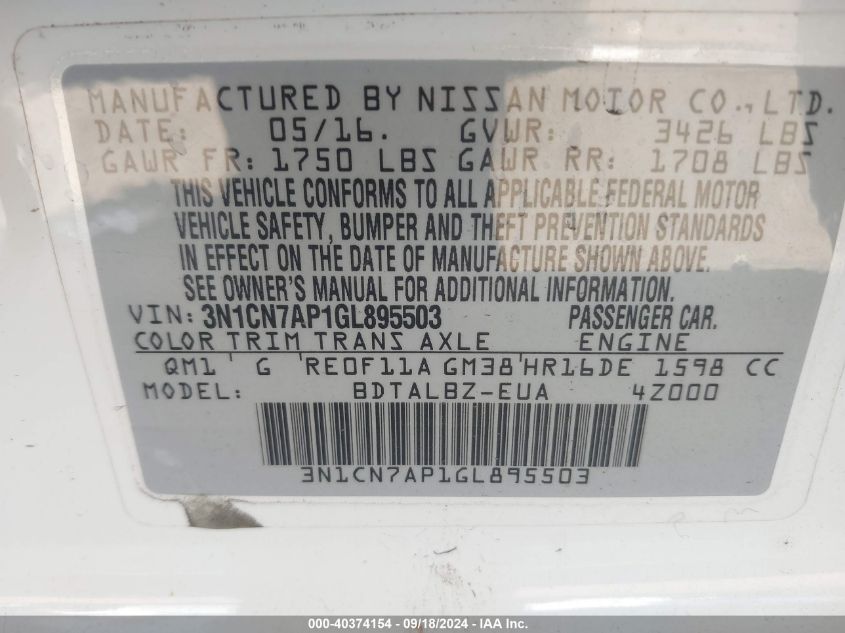 MANUFACTURED BY NISSAN MOTOR CO., LTD.
DATE: 05/16. GVWR: 3426 LBS
GAWR FR: 1750 LBS GAWR RR: 1708 LBS
THIS VEHICLE CONFORMS TO ALL APPLICABLE FEDERAL MOTOR
VEHICLE SAFETY, BUMPER AND THEFT PREVENTION STANDARDS
IN EFFECT ON THE DATE OF MANUFACTURE SHOWN ABOVE.
SEE OWNER'S MANUAL FOR ADDITIONAL INFORMATION.
VIN: 3N1CN7AP1GL895503 PASSENGER CAR.
COLOR TRIM TRANS AXLE ENGINE
QM1 ' G ' RE0F11A GM38 ' HR16DE 1598 CC
MODEL: BDTALBZ-EUA 4Z000
3N1CN7AP1GL895503
000-40374154 - 09/18/2024 - IAA Inc.